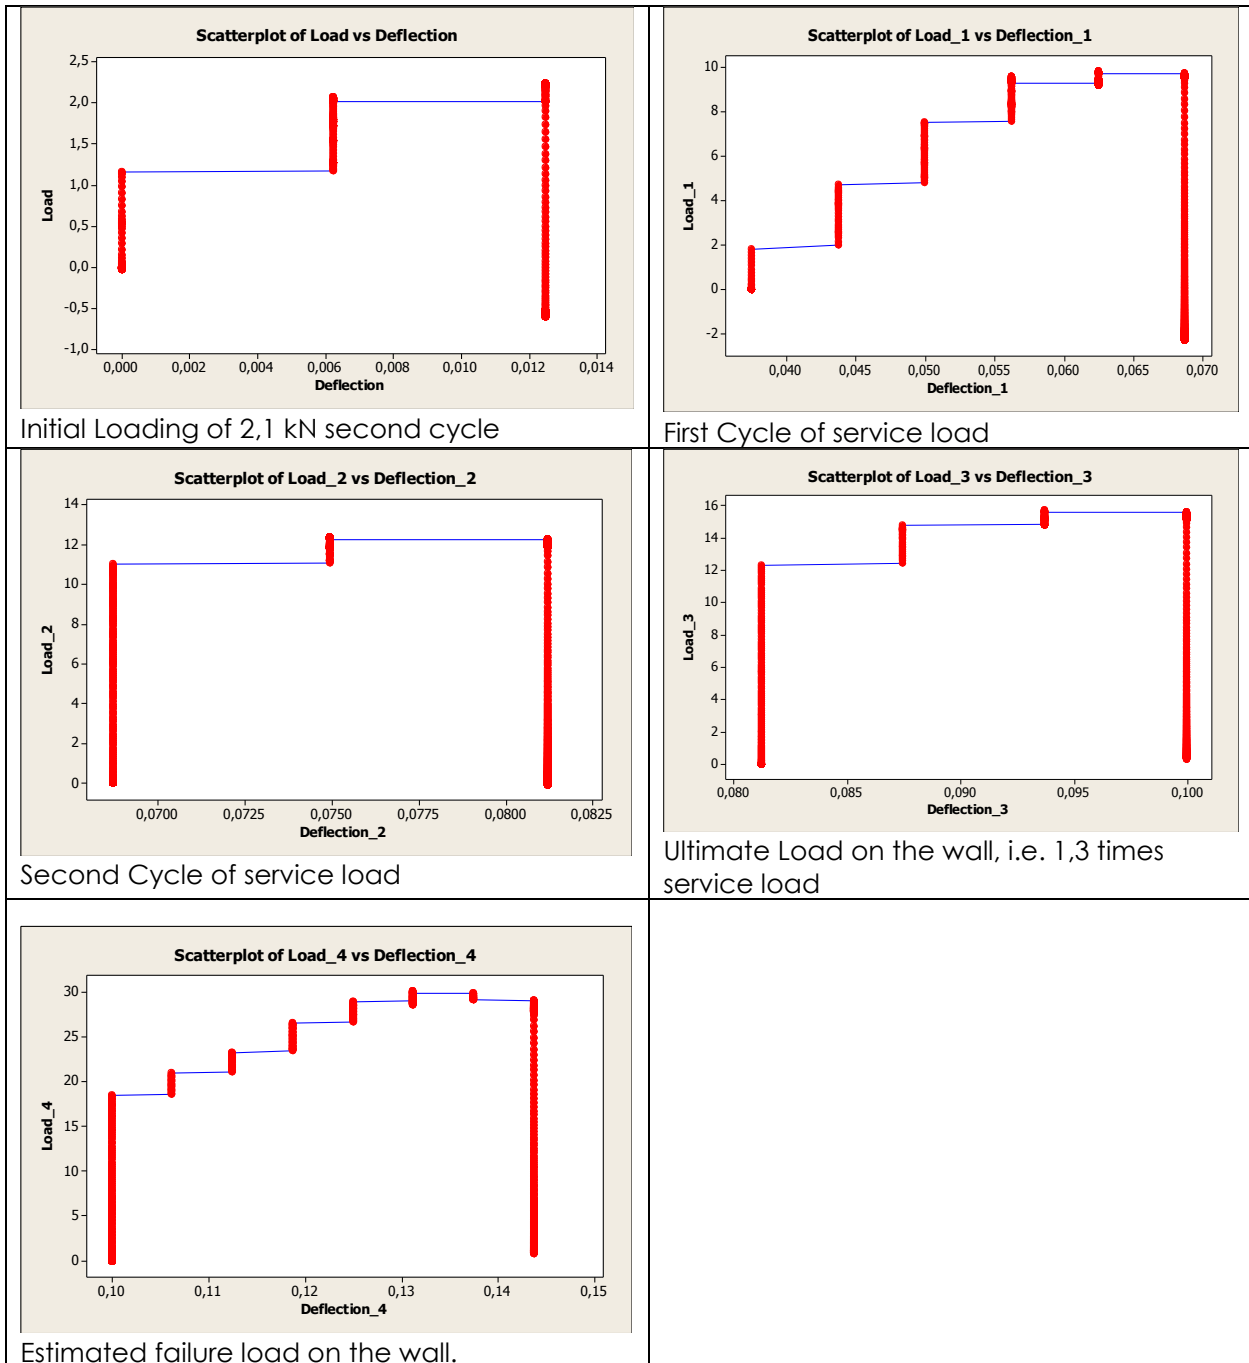 Scatterplot of Load vs Deflection
2,5
2,0
1,5
1,0
0,5
0,0
-0,5
-1,0
Load
0,000 0,002 0,004 0,006 0,008 0,010 0,012 0,014
Deflection
Initial Loading of 2,1 kN second cycle
Scatterplot of Load_1 vs Deflection_1
10
8
6
4
2
0
-2
Load_1
0,040 0,045 0,050 0,055 0,060 0,065 0,070
Deflection_1
First Cycle of service load
Scatterplot of Load_2 vs Deflection_2
14
12
10
8
6
4
2
0
Load_2
0,0700 0,0725 0,0750 0,0775 0,0800 0,0825
Deflection_2
Second Cycle of service load
Scatterplot of Load_3 vs Deflection_3
16
14
12
10
8
6
4
2
0
Load_3
0,080 0,085 0,090 0,095 0,100
Deflection_3
Ultimate Load on the wall, i.e. 1,3 times
service load
Scatterplot of Load_4 vs Deflection_4
30
25
20
15
10
5
0
Load_4
0,10 0,11 0,12 0,13 0,14 0,15
Deflection_4
Estimated failure load on the wall.